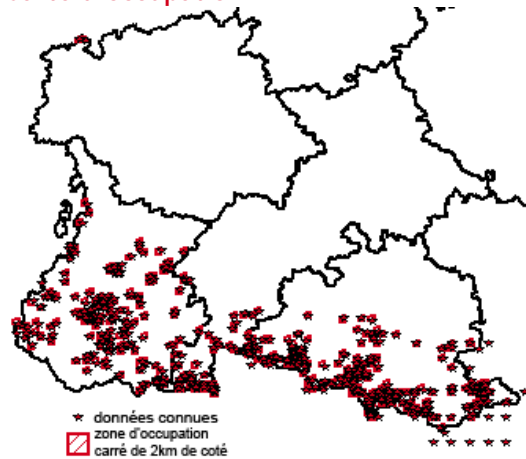 données connues
zone d'occupation
carré de 2km de coté